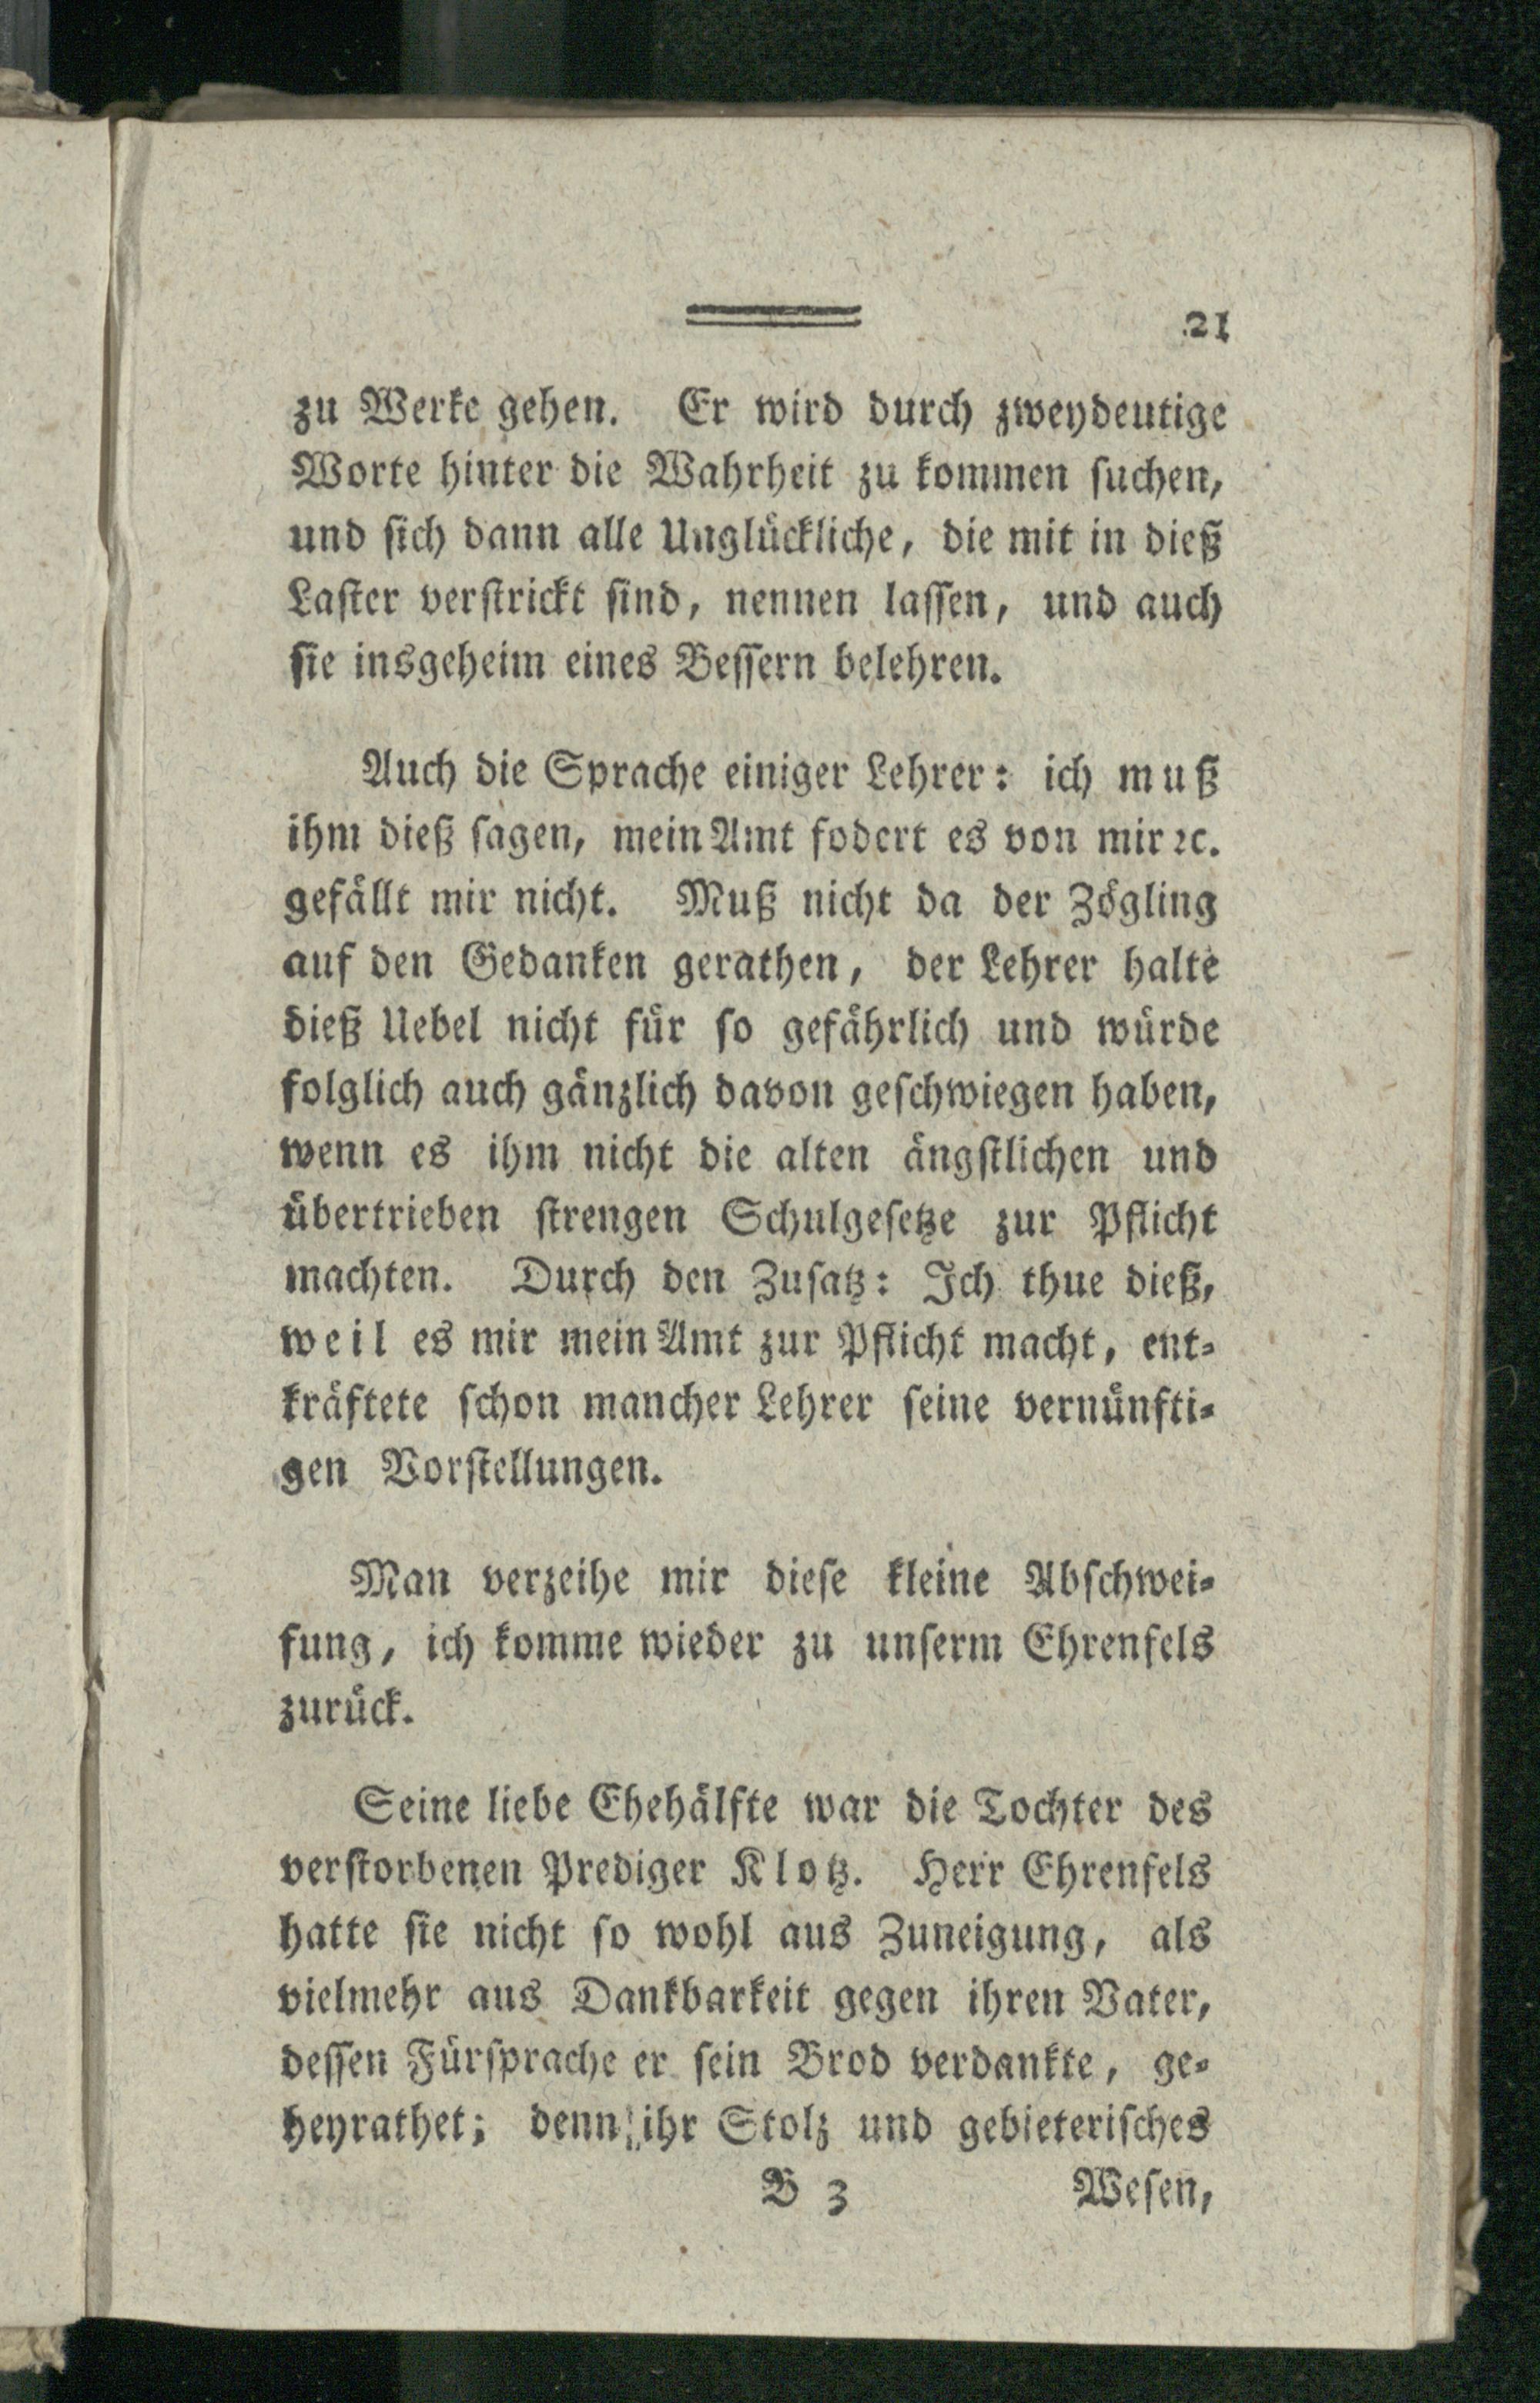 21
zu Werke gehen. Er wird durch zweydeutige
Worte hinter die Wahrheit zu kommen ſuchen,
und ſich dann alle Unglückliche, die mit in dieß
Laſter verſtrickt ſind, nennen laſſen, und auch
ſie insgeheim eines Beſſern belehren.
Auch die Sprache einiger Lehrer: ich muß
ihm dieß ſagen, mein Amt fodert es von mir ꝛc.
gefällt mir nicht. Muß nicht da der Zögling
auf den Gedanken gerathen, der Lehrer halte
dieß Uebel nicht für ſo gefährlich und würde
folglich auch gänzlich davon geſchwiegen haben,
wenn es ihm nicht die alten ängſtlichen und
übertrieben ſtrengen Schulgeſetze zur Pflicht
machten. Durch den Zuſatz: Ich thue dieß,
weil es mir mein Amt zur Pflicht macht, ent-
kräftete ſchon mancher Lehrer ſeine vernünfti-
gen Vorſtellungen.
Man verzeihe mir dieſe kleine Abſchwei-
fung, ich komme wieder zu unſerm Ehrenfels
zurück.
Seine liebe Ehehälfte war die Tochter des
verſtorbenen Prediger Klotz. Herr Ehrenfels
hatte ſie nicht ſo wohl aus Zuneigung, als
vielmehr aus Dankbarkeit gegen ihren Vater,
deſſen Fürſprache er ſein Brod verdankte, ge-
heyrathet; denn ihr Stolz und gebieteriſches
B 3 Weſen,